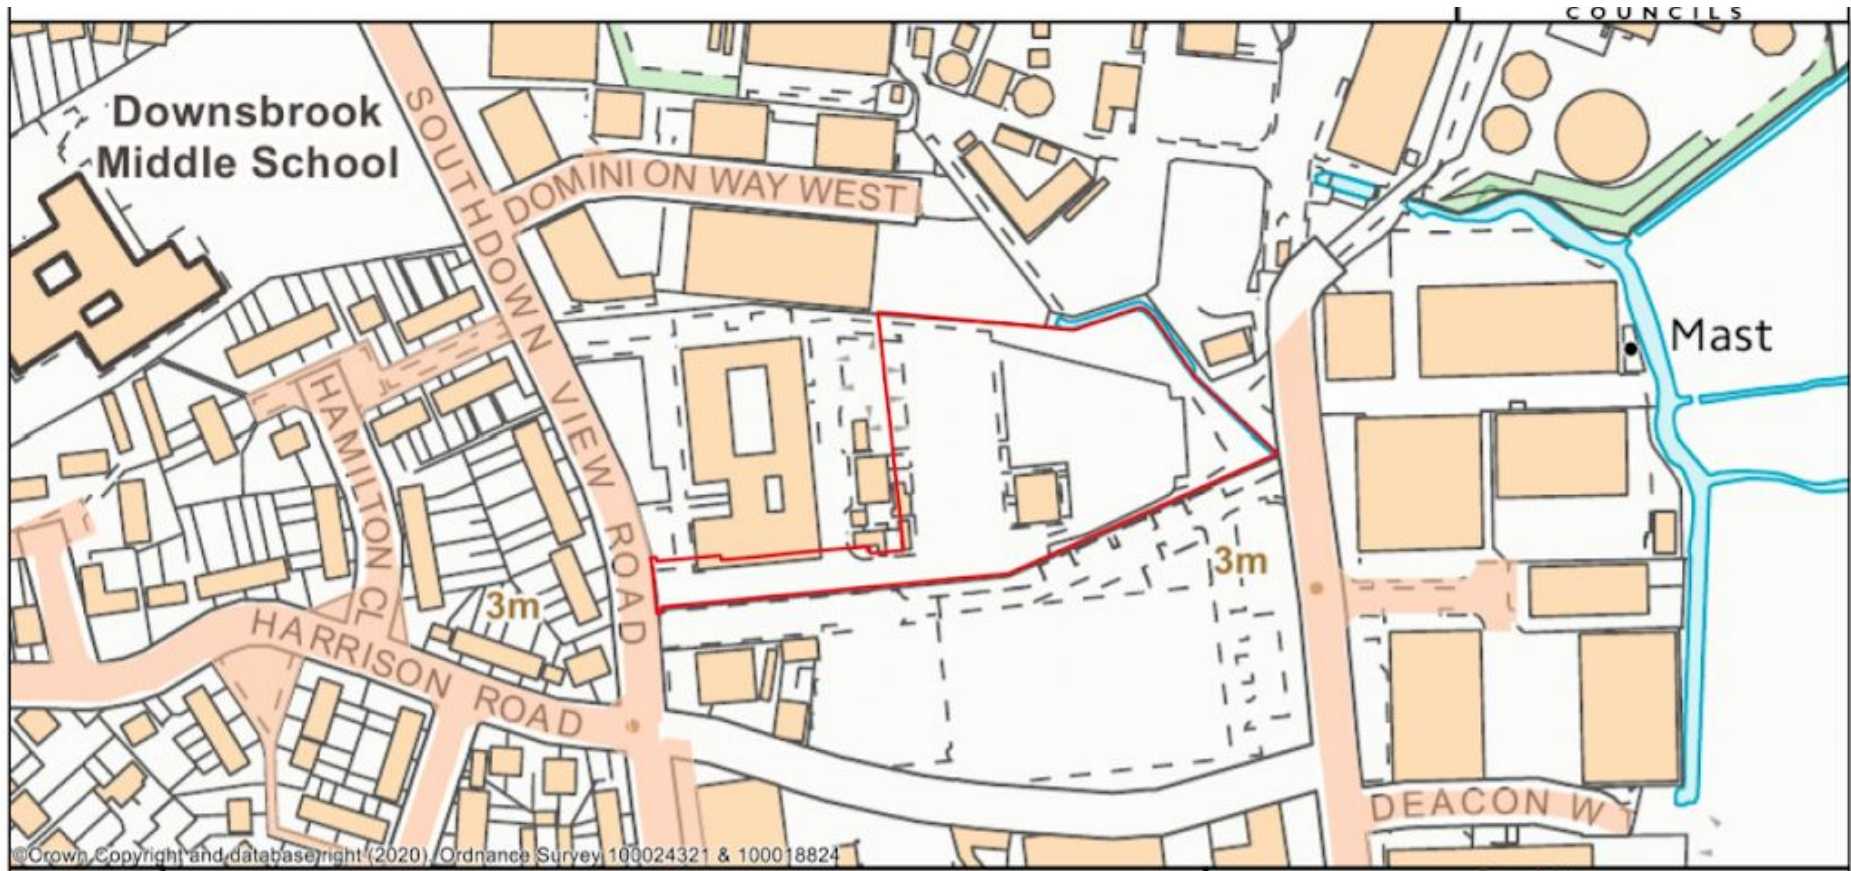 COUNCILS
Downsbrook
Middle School
SOUTHDOWN VIEW ROAD
DOMINION WAY WEST
Mast
HAMILTON CL
3m
3m
HARRISON ROAD
DEACON W
©Crown Copyright and database right (2020). Ordnance Survey 100024321 & 100018824